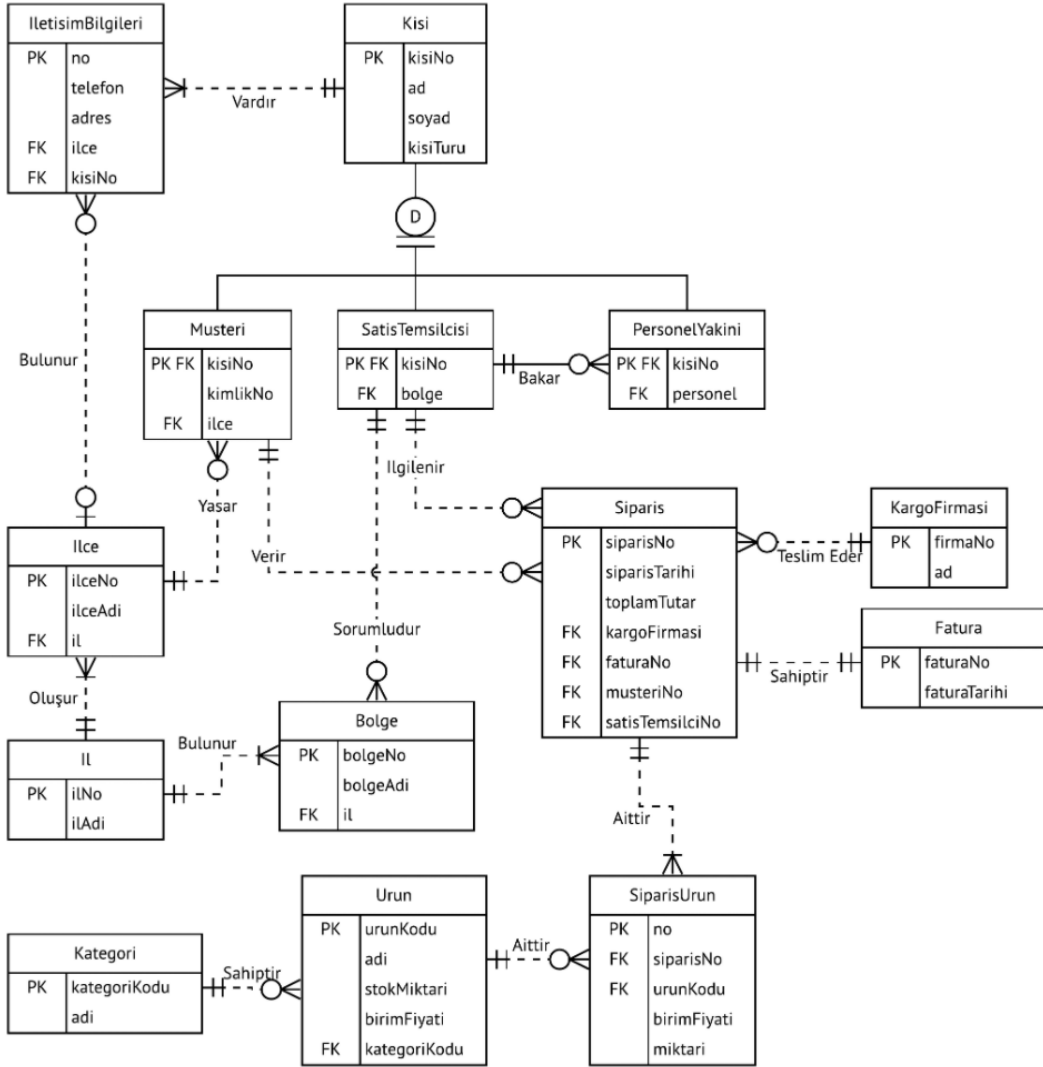 IletisimBilgileri
PK no
telefon
adres
FK ilce
FK kisiNo
Vardır
Kisi
PK kisiNo
ad
soyad
kisiTuru
D
Bulunur
Musteri
PK FK kisiNo
kimlikNo
FK ilce
SatisTemsilcisi
PK FK kisiNo
FK bolge
Bakar
PersonelYakini
PK FK kisiNo
FK personel
Ilgilenir
Yasar
Verir
Sorumludur
Ilce
PK ilceNo
ilceAdi
FK il
Siparis
PK siparisNo
siparisTarihi
toplamTutar
FK kargoFirmasi
FK faturaNo
FK musteriNo
FK satisTemsilciNo
Teslim Eder
KargoFirmasi
PK firmaNo
ad
Sahiptir
Fatura
PK faturaNo
faturaTarihi
Oluşur
Il
PK ilNo
ilAdi
Bulunur
Bolge
PK bolgeNo
bolgeAdi
FK il
Aittir
Kategori
PK kategoriKodu
adi
Sahiptir
Urun
PK urunKodu
adi
stokMiktari
birimFiyati
FK kategoriKodu
Aittir
SiparisUrun
PK no
FK siparisNo
FK urunKodu
birimFiyati
miktari